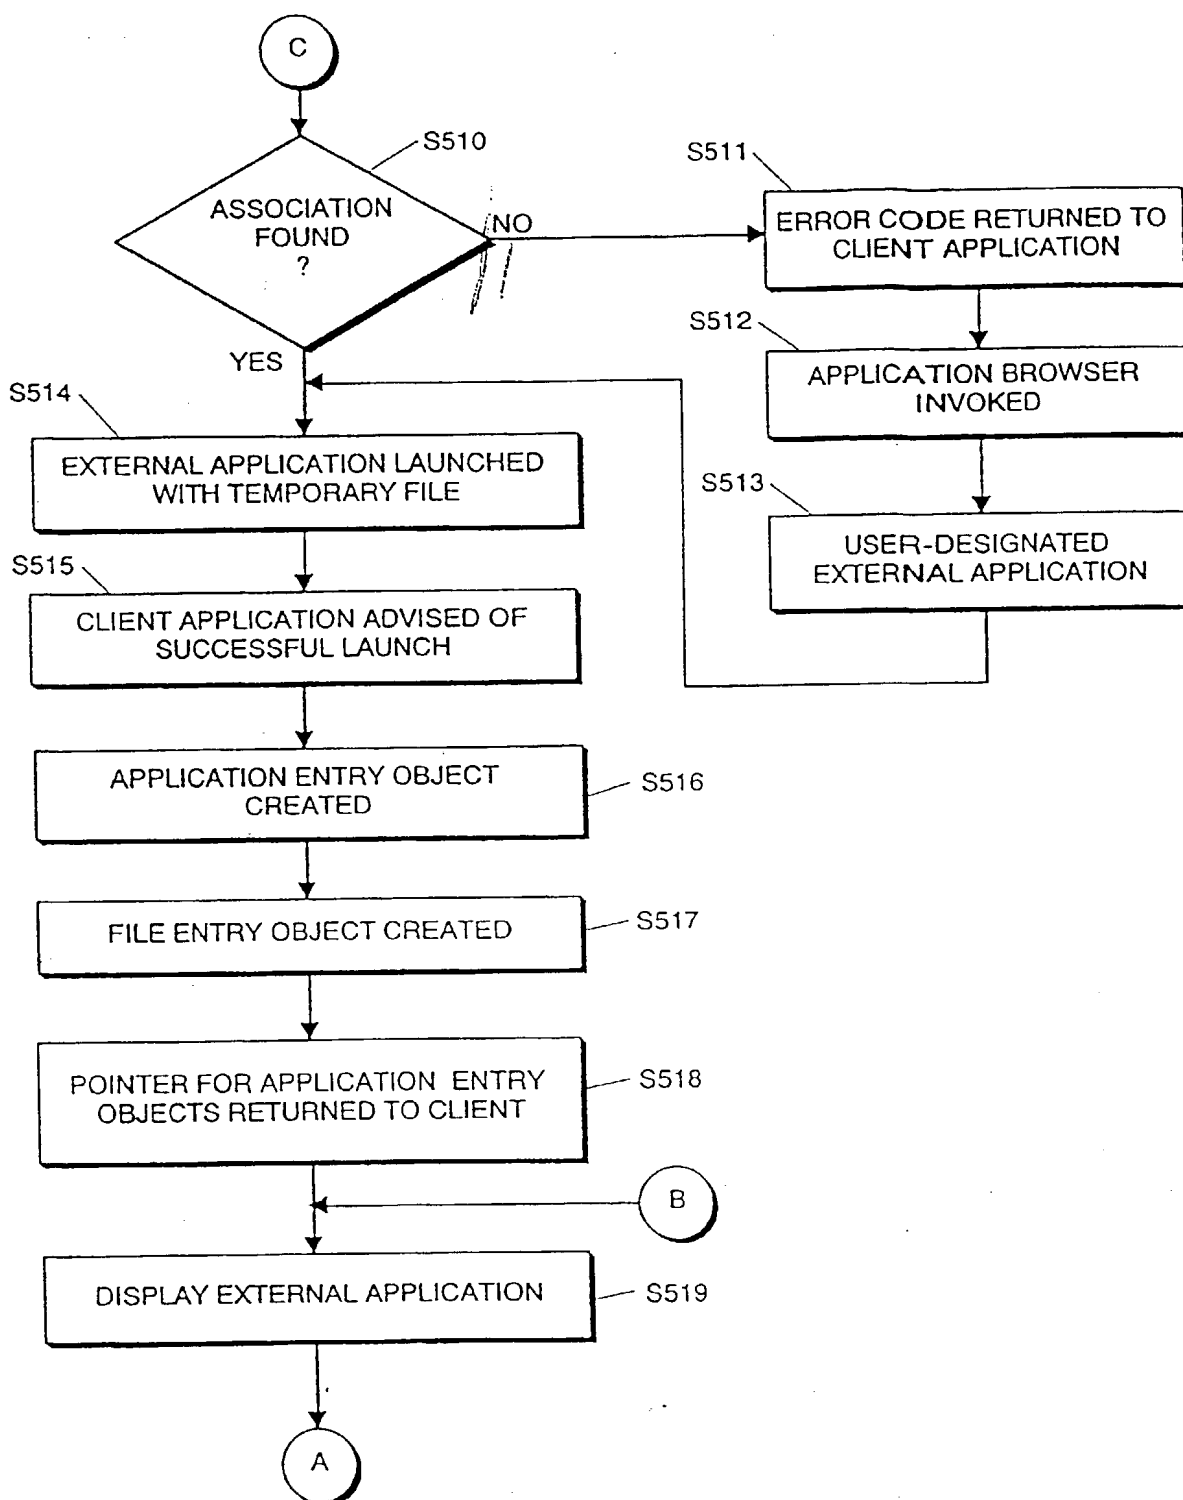 C
S510
ASSOCIATION
FOUND
?
NO
YES
S511
ERROR CODE RETURNED TO
CLIENT APPLICATION
S512
APPLICATION BROWSER
INVOKED
S513
USER-DESIGNATED
EXTERNAL APPLICATION
S514
EXTERNAL APPLICATION LAUNCHED
WITH TEMPORARY FILE
S515
CLIENT APPLICATION ADVISED OF
SUCCESSFUL LAUNCH
APPLICATION ENTRY OBJECT
CREATED
S516
FILE ENTRY OBJECT CREATED
S517
POINTER FOR APPLICATION ENTRY
OBJECTS RETURNED TO CLIENT
S518
B
DISPLAY EXTERNAL APPLICATION
S519
A